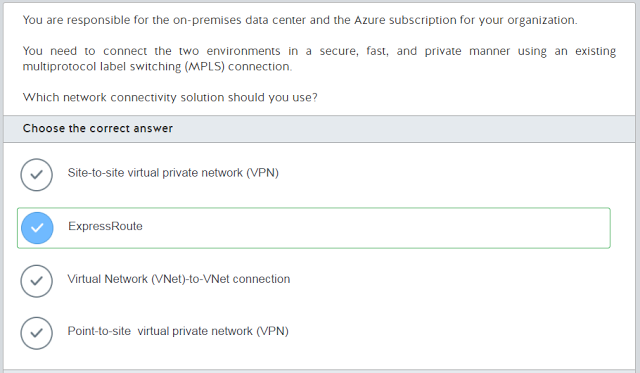 You are responsible for the on-premises data center and the Azure subscription for your organization.
You need to connect the two environments in a secure, fast, and private manner using an existing
multiprotocol label switching (MPLS) connection.
Which network connectivity solution should you use?
Choose the correct answer
Site-to-site virtual private network (VPN)
ExpressRoute
Virtual Network (VNet)-to-VNet connection
Point-to-site virtual private network (VPN)